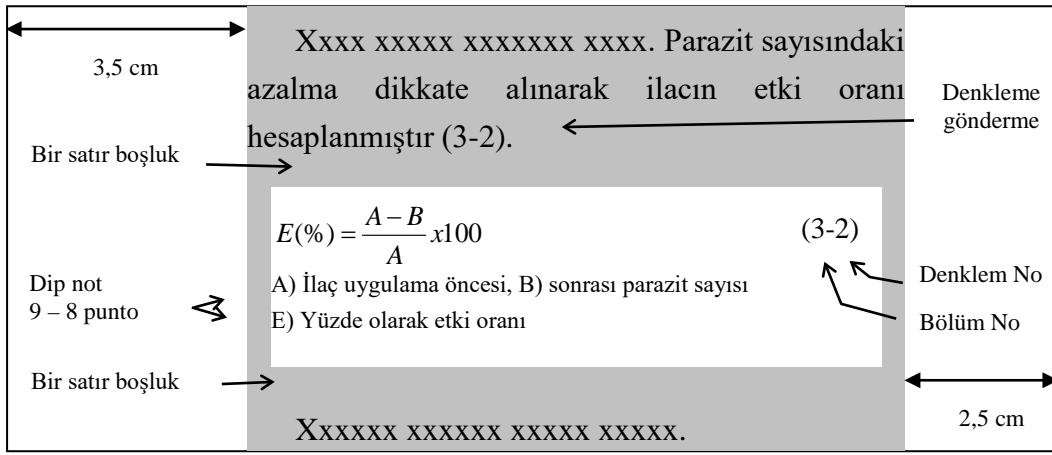 3,5 cm
Xxxx xxxxx xxxxxxx xxxx. Parazit sayısındaki
azalma dikkate alınarak ilacın etki oranı
hesaplanmıştır (3-2).
Denkleme
gönderme
Bir satır boşluk
E(%) = \frac{A − B}{A} x100 (3-2)
A) İlaç uygulama öncesi, B) sonrası parazit sayısı
E) Yüzde olarak etki oranı
Dip not
9 – 8 punto
Denklem No
Bölüm No
Bir satır boşluk
Xxxxxx xxxxxx xxxxx xxxxx.
2,5 cm